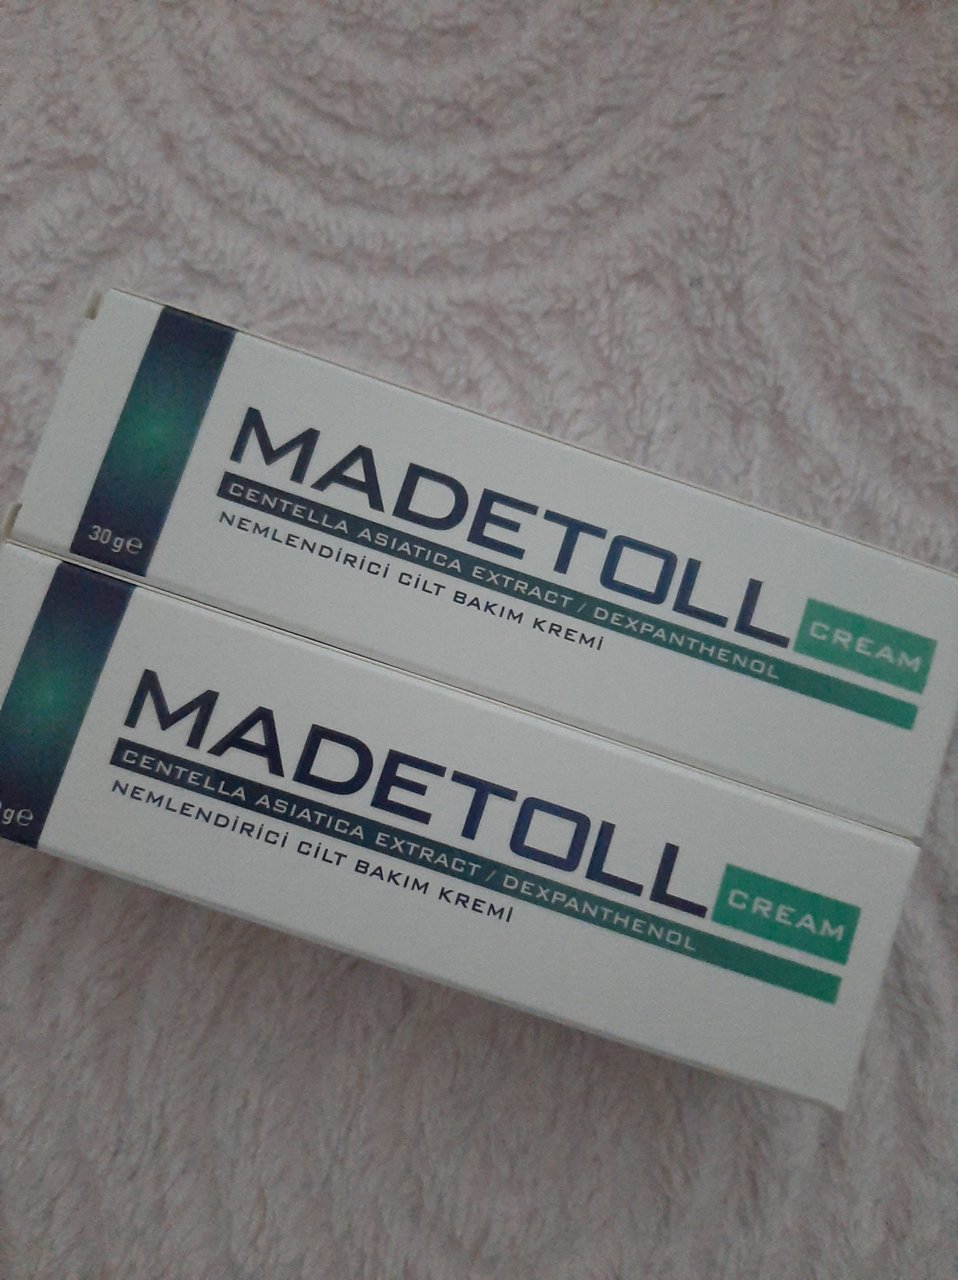 MADETOLL
CREAM
CENTELLA ASIATICA EXTRACT / DEXPANTHENOL
NEMLENDİRİCİ CİLT BAKIM KREMİ
30 g e
MADETOLL
CREAM
CENTELLA ASIATICA EXTRACT / DEXPANTHENOL
NEMLENDİRİCİ CİLT BAKIM KREMİ
g e